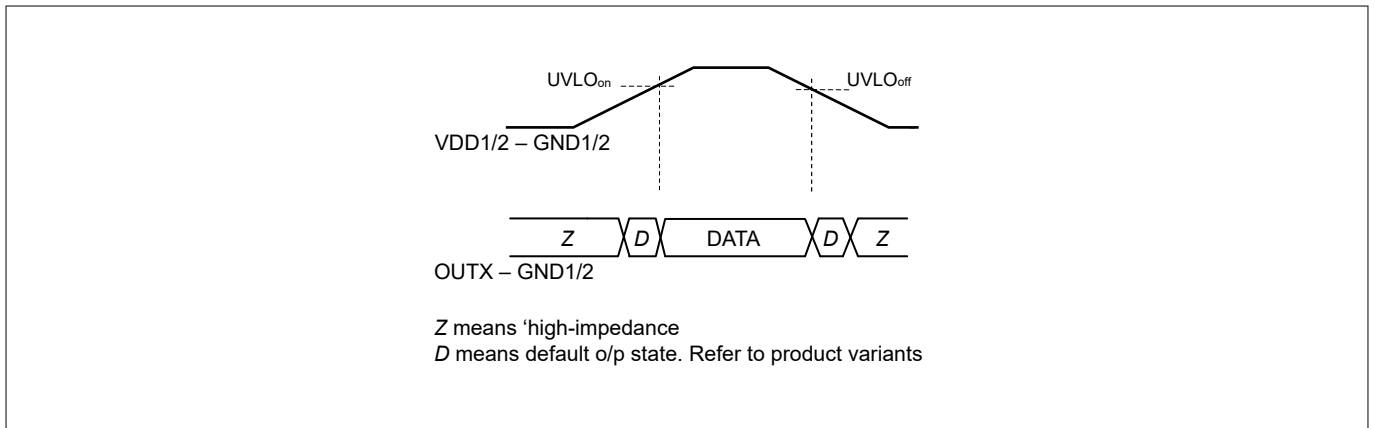 UVLOon
UVLOoff
VDD1/2 – GND1/2
Z D DATA D Z
OUTX – GND1/2
Z means ‘high-impedance
D means default o/p state. Refer to product variants